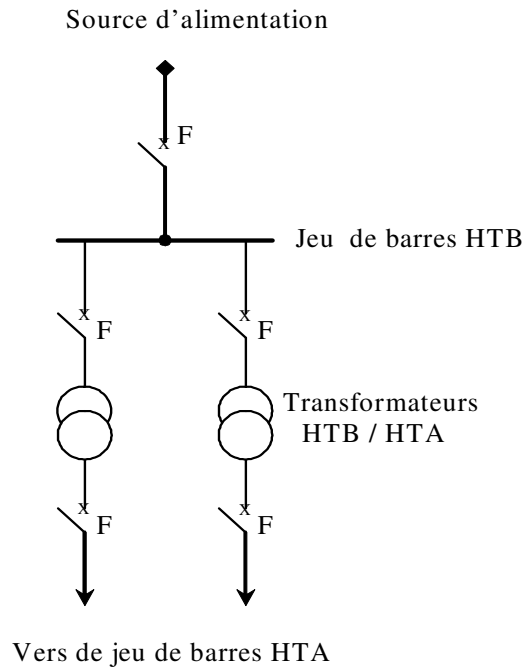 Source d'alimentation
x F
Jeu de barres HTB
x F
x F
Transformateurs
HTB / HTA
x F
x F
Vers de jeu de barres HTA